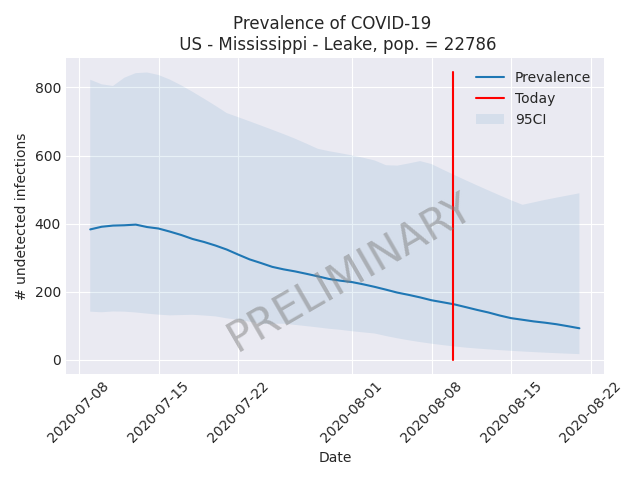 Prevalence of COVID-19
US - Mississippi - Leake, pop. = 22786
Prevalence
Today
95CI
PRELIMINARY
# undetected infections
800
600
400
200
0
2020-07-08
2020-07-15
2020-07-22
2020-08-01
2020-08-08
2020-08-15
2020-08-22
Date